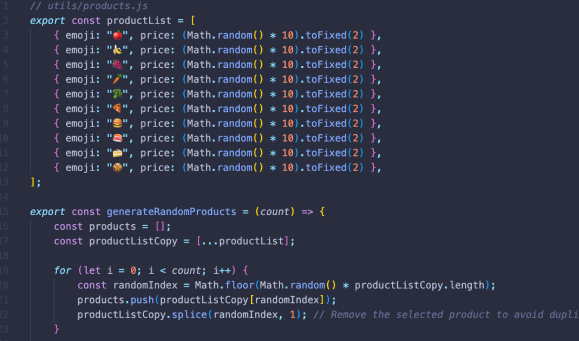 1 // utils/products.js
2 export const productList = [
3 { emoji: "🍎", price: (Math.random() * 10).toFixed(2) },
4 { emoji: "🍌", price: (Math.random() * 10).toFixed(2) },
5 { emoji: "🍇", price: (Math.random() * 10).toFixed(2) },
6 { emoji: "🥕", price: (Math.random() * 10).toFixed(2) },
7 { emoji: "🥦", price: (Math.random() * 10).toFixed(2) },
8 { emoji: "🍕", price: (Math.random() * 10).toFixed(2) },
9 { emoji: "🍔", price: (Math.random() * 10).toFixed(2) },
10 { emoji: "", price: (Math.random() * 10).toFixed(2) },
11 { emoji: "🍰", price: (Math.random() * 10).toFixed(2) },
12 { emoji: "🍪", price: (Math.random() * 10).toFixed(2) },
13 ];
14
15 export const generateRandomProducts = (count) => {
16 const products = [];
17 const productListCopy = [...productList];
18
19 for (let i = 0; i < count; i++) {
20 const randomIndex = Math.floor(Math.random() * productListCopy.length);
21 products.push(productListCopy[randomIndex]);
22 productListCopy.splice(randomIndex, 1); // Remove the selected product to avoid dupli
23 }